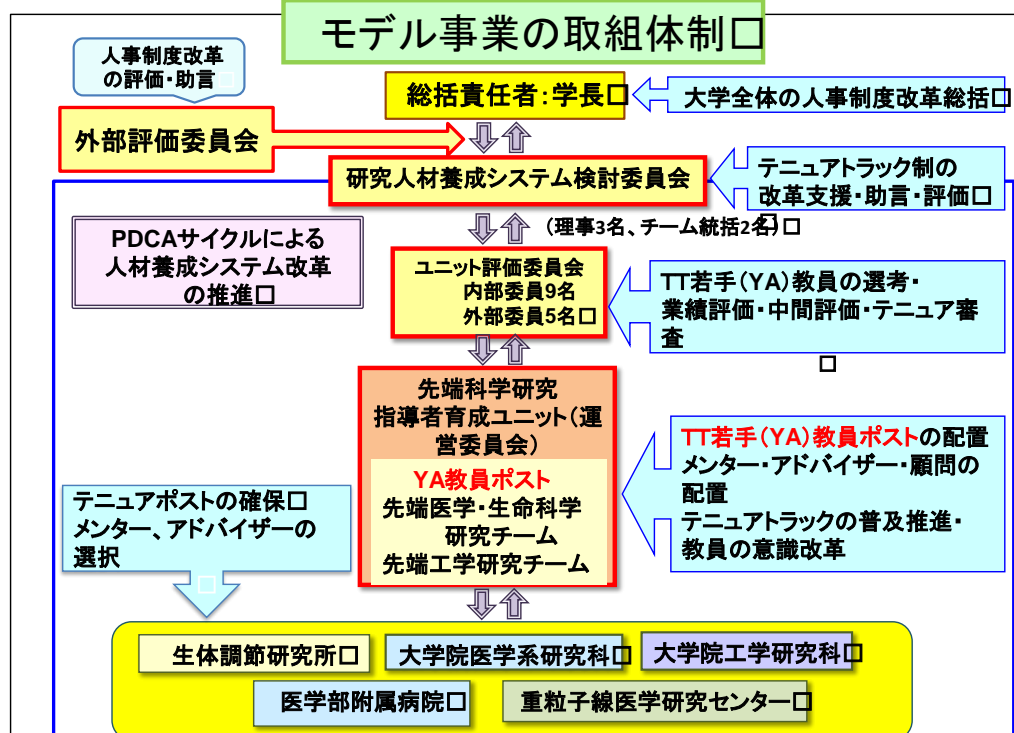 モデル事業の取組体制□
人事制度改革
の評価・助言□
総括責任者：学長□
大学全体の人事制度改革総括□
外部評価委員会
研究人材養成システム検討委員会
テニュアトラック制の
改革支援・助言・評価□
□
(理事3名、チーム統括2名)□
PDCAサイクルによる
人材養成システム改革
の推進□
ユニット評価委員会
内部委員9名
外部委員5名□
TT若手(YA)教員の選考・
業績評価・中間評価・テニュア審
査
□
先端科学研究
指導者育成ユニット(運
営委員会)
YA教員ポスト
先端医学・生命科学
研究チーム
先端工学研究チーム
TT若手(YA)教員ポストの配置
メンター・アドバイザー・顧問の
配置
テニュアトラックの普及推進・
教員の意識改革
テニュアポストの確保□
メンター、アドバイザーの
選択
□
生体調節研究所□
大学院医学系研究科□
大学院工学研究科□
医学部附属病院□
重粒子線医学研究センター□